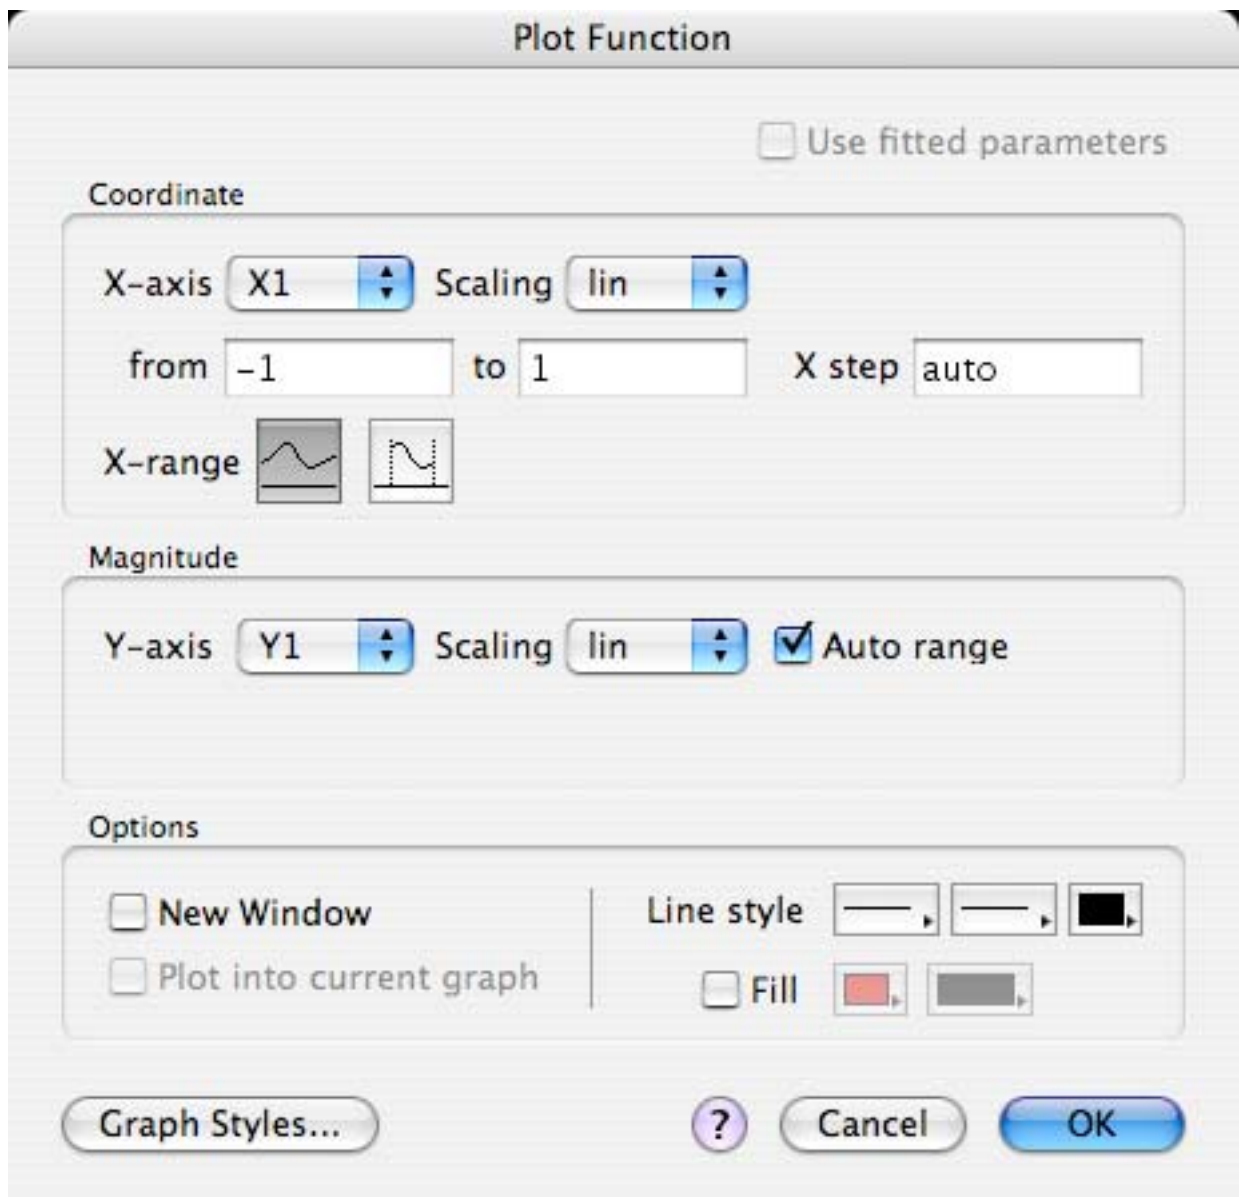 Plot Function
Use fitted parameters
Coordinate
X-axis X1 Scaling lin
from -1 to 1 X step auto
X-range
Magnitude
Y-axis Y1 Scaling lin Auto range
Options
New Window Line style
Plot into current graph Fill
Graph Styles... ? Cancel OK